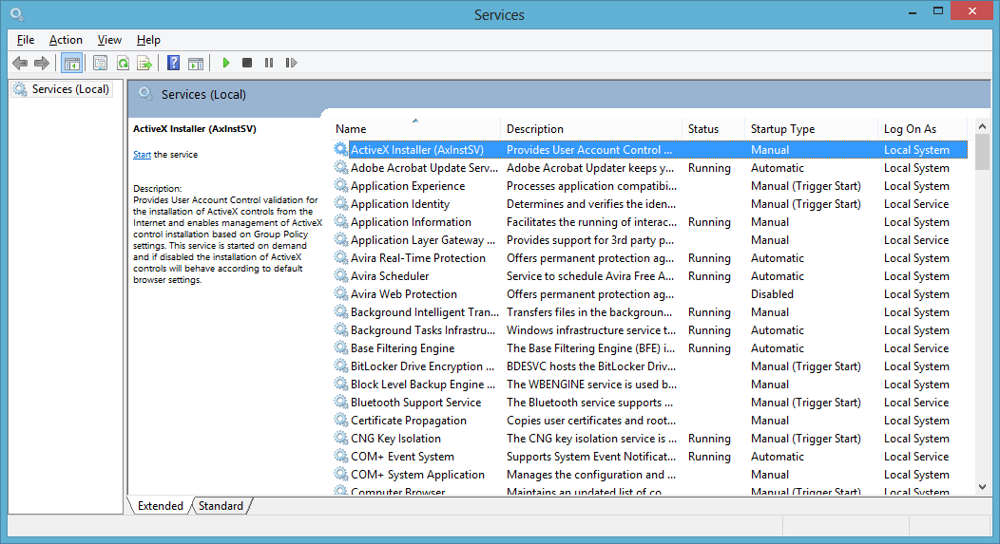 Services
File Action View Help
Services (Local)
Services (Local)
ActiveX Installer (AxInstSV)
Start the service
Description:
Provides User Account Control validation for
the installation of ActiveX controls from the
Internet and enables management of ActiveX
control installation based on Group Policy
settings. This service is started on demand
and if disabled the installation of ActiveX
controls will behave according to default
browser settings.
Name Description Status Startup Type Log On As
ActiveX Installer (AxInstSV) Provides User Account Control ... Manual Local System
Adobe Acrobat Update Serv... Adobe Acrobat Updater keeps y... Running Automatic Local System
Application Experience Processes application compatibi... Manual (Trigger Start) Local System
Application Identity Determines and verifies the iden... Manual (Trigger Start) Local Service
Application Information Facilitates the running of interac... Running Manual Local System
Application Layer Gateway ... Provides support for 3rd party p... Manual Local Service
Avira Real-Time Protection Offers permanent protection ag... Running Automatic Local System
Avira Scheduler Service to schedule Avira Free A... Running Automatic Local System
Avira Web Protection Offers permanent protection ag... Disabled Local System
Background Intelligent Tran... Transfers files in the backgroun... Running Manual Local System
Background Tasks Infrastru... Windows infrastructure service t... Running Automatic Local System
Base Filtering Engine The Base Filtering Engine (BFE) i... Running Automatic Local Service
BitLocker Drive Encryption ... BDESVC hosts the BitLocker Driv... Manual (Trigger Start) Local System
Block Level Backup Engine ... The WBENGINE service is used b... Manual Local System
Bluetooth Support Service The Bluetooth service supports ... Manual (Trigger Start) Local Service
Certificate Propagation Copies user certificates and root... Manual Local System
CNG Key Isolation The CNG key isolation service is ... Running Manual (Trigger Start) Local System
COM+ Event System Supports System Event Notificat... Running Automatic Local Service
COM+ System Application Manages the configuration and ... Manual Local System
Computer Browser Maintains an updated list of co... Manual (Trigger Start) Local System
Extended Standard